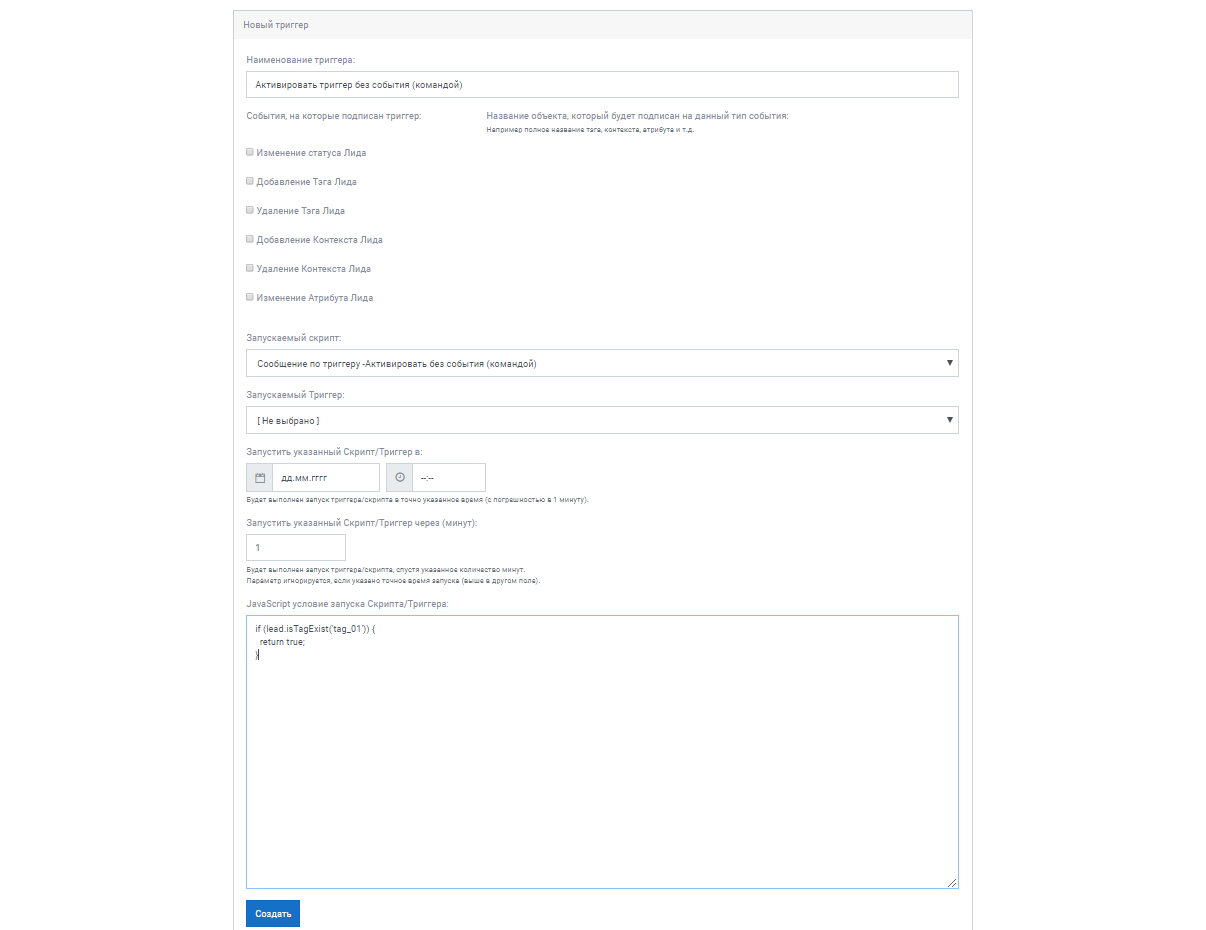 Новый триггер
Наименование триггера:
Активировать триггер без события (командой)
События, на которые подписан триггер:
Название объекта, который будет подписан на данный тип события:
Например полное название тэга, контекста, атрибута и т.д.
Изменение статуса Лида
Добавление Тэга Лида
Удаление Тэга Лида
Добавление Контекста Лида
Удаление Контекста Лида
Изменение Атрибута Лида
Запускаемый скрипт:
Сообщение по триггеру -Активировать без события (командой)
Запускаемый Триггер:
[ Не выбрано ]
Запустить указанный Скрипт/Триггер в:
дд.мм.гггг
--:--
Будет выполнен запуск триггера/скрипта в точно указанное время (с погрешностью в 1 минуту).
Запустить указанный Скрипт/Триггер через (минут):
1
Будет выполнен запуск триггера/скрипта, спустя указанное количество минут.
Параметр игнорируется, если указано точное время запуска (выше в другом поле).
JavaScript условие запуска Скрипта/Триггера:
if (lead.isTagExist('tag_01')) {
return true;
}
Создать